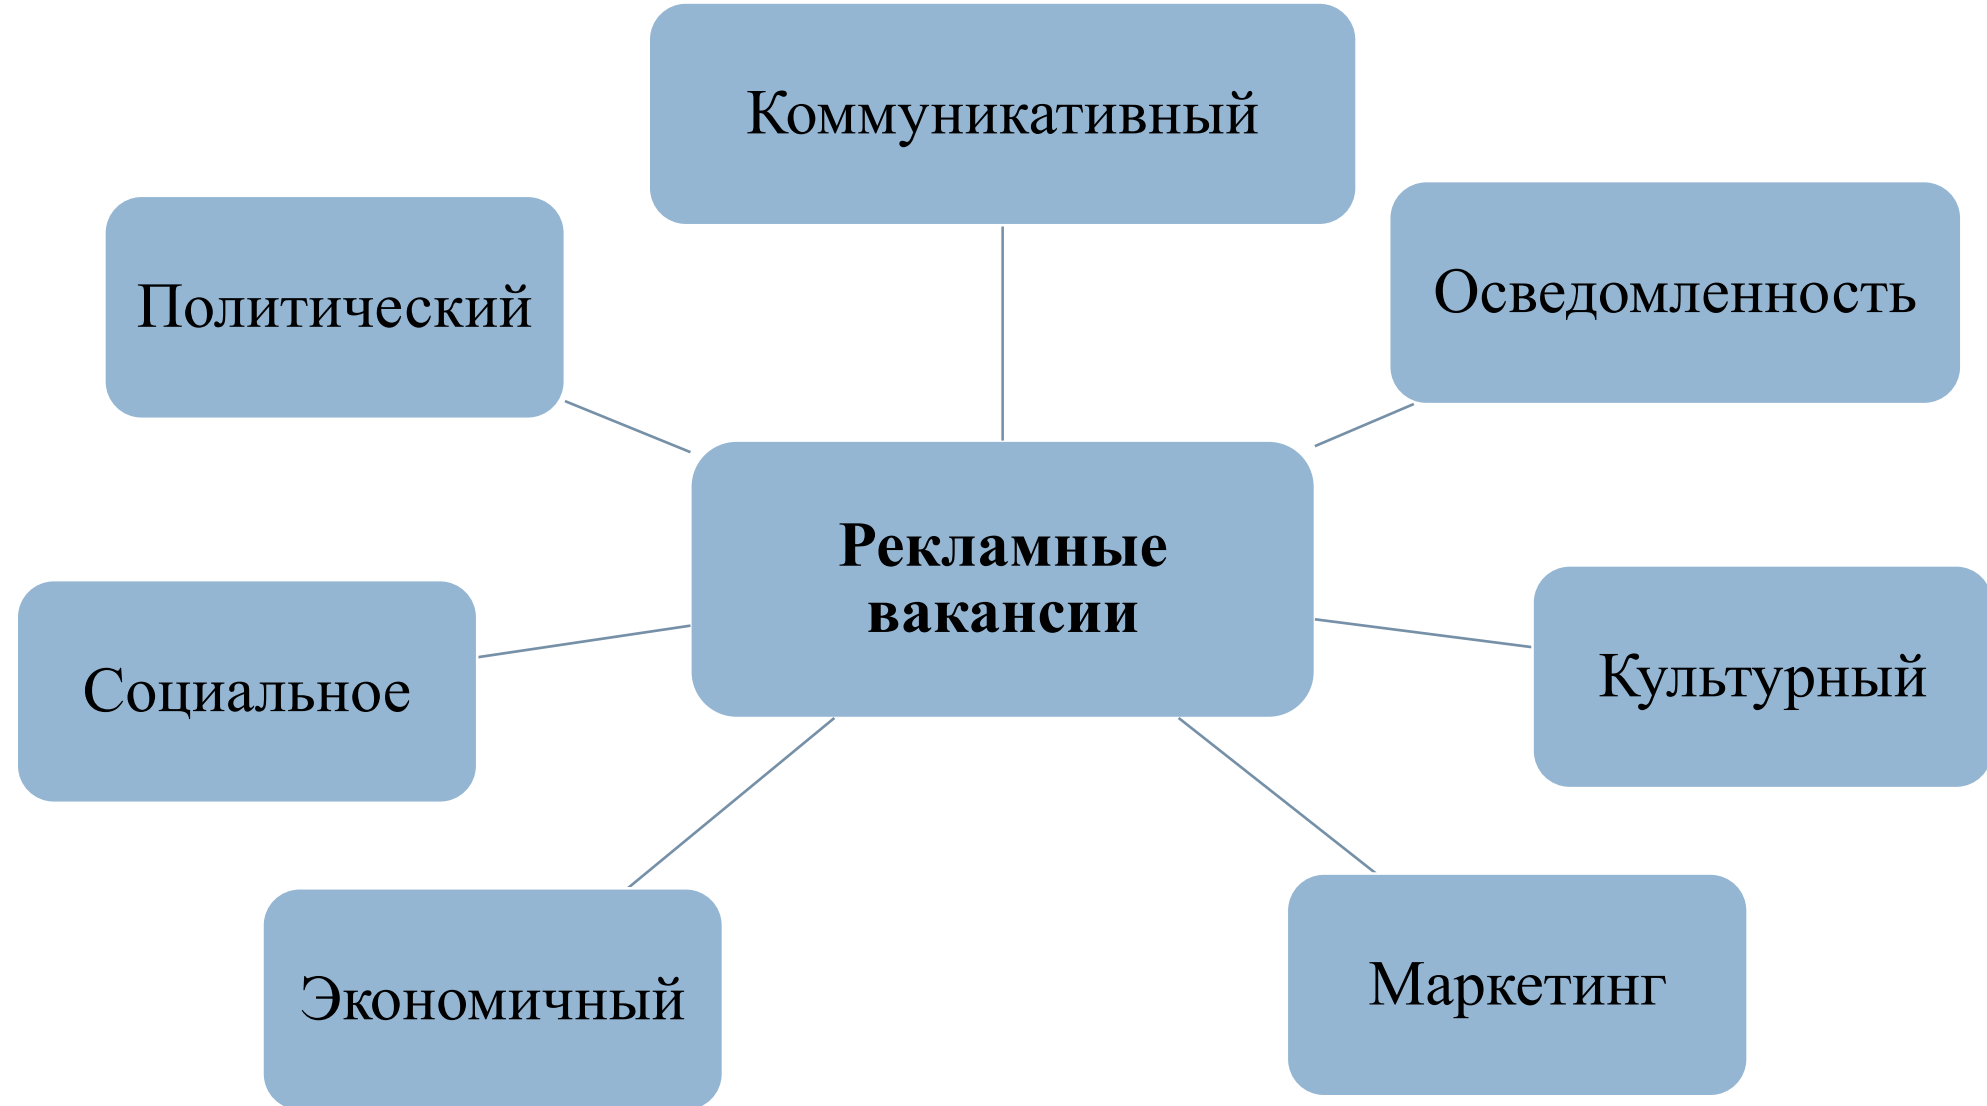 Коммуникативный
Политический
Осведомленность
Рекламные
вакансии
Социальное
Культурный
Экономичный
Маркетинг